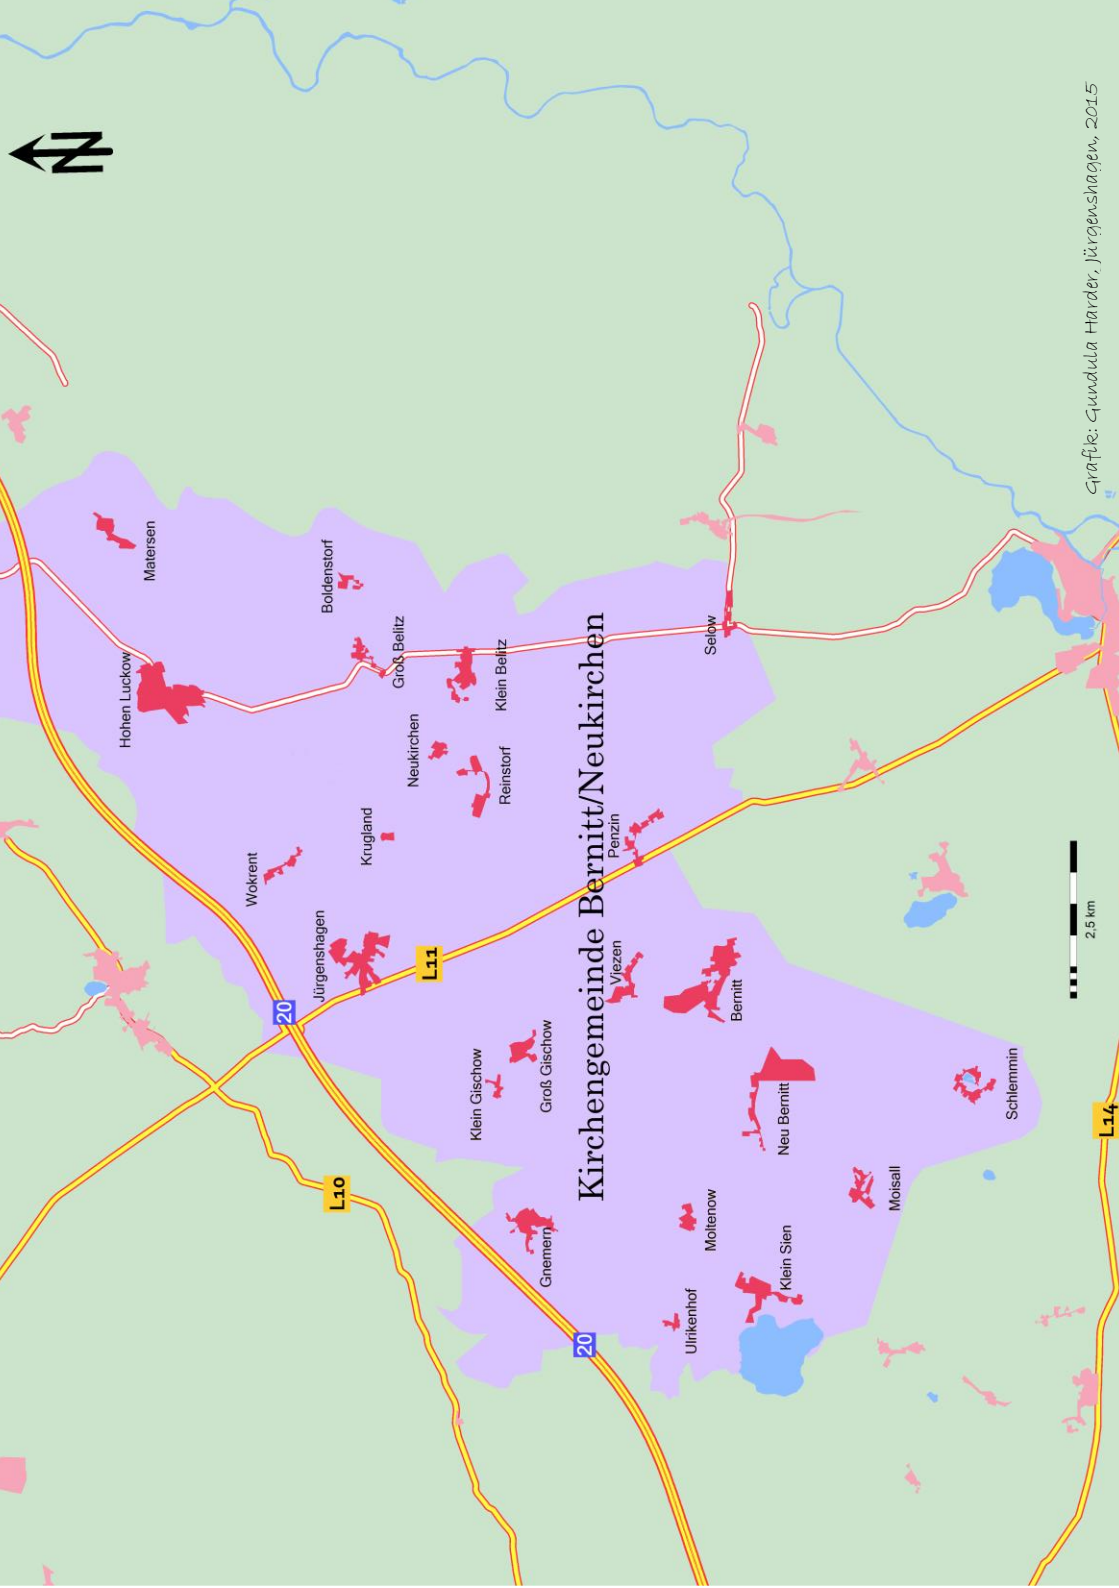 N
Hohen Luckow
Matersen
Wokrent
20
Jürgenshagen
Boldenstorf
L10
Krugland
Groß Belitz
Neukirchen
L11
Klein Gischow
Klein Belitz
Reinstorf
Gnemern
Groß Gischow
20
Kirchengemeinde Bernitt/Neukirchen
Viezen
Penzin
Ulrikenhof
Moltenow
Selow
Bernitt
Neu Bernitt
Klein Sien
Moisall
Schlemmin
2,5 km
Grafik: Gundula Harder, Jürgenshagen, 2015
L14